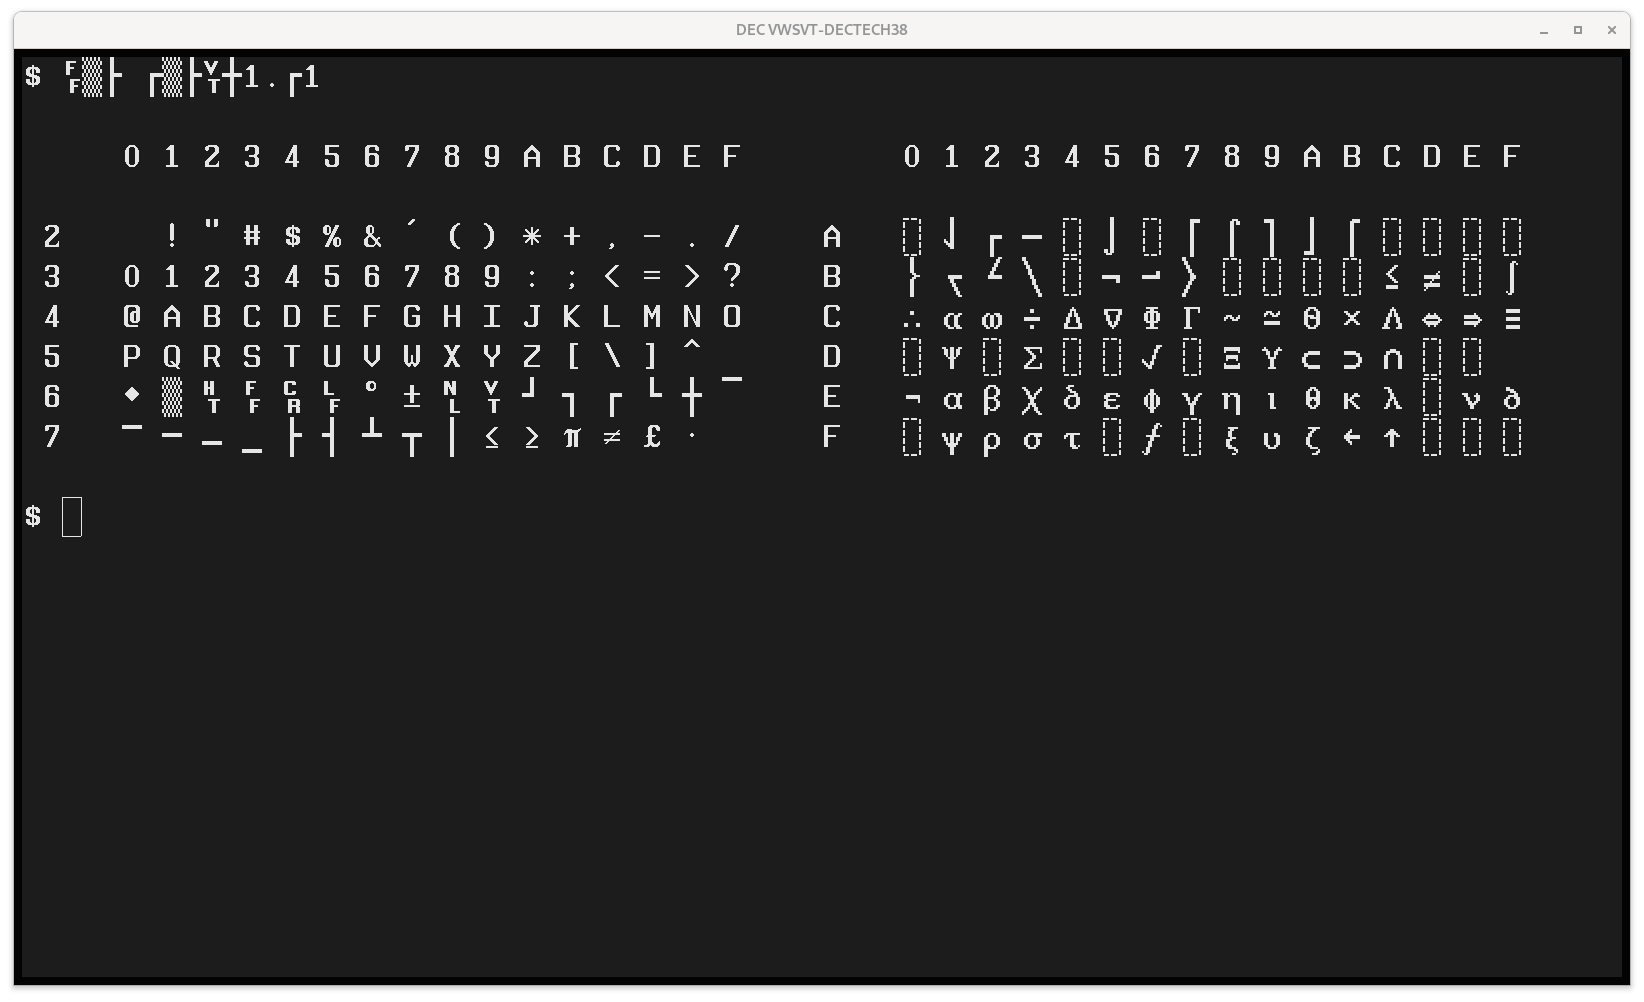 DEC VWSVT-DECTECH38
$ ␌▒├ ┌▒├␋┼1.┌1
0 1 2 3 4 5 6 7 8 9 A B C D E F 0 1 2 3 4 5 6 7 8 9 A B C D E F
2 ! " # $ % & ´ ( ) * + , − . / A ⎷ ┌ ─ ⌡ ⎡ ⌠ ⎤ ⎦ ⎧
3 0 1 2 3 4 5 6 7 8 9 : ; < = > ? B ⎬ ╲ ¬ 〉 ≤ ≠ ∫
4 @ A B C D E F G H I J K L M N O C ∴ α ∞ ÷ Δ ∇ Φ Γ ~ ≃ Θ × Λ ⇔ ⇒ ≡
5 P Q R S T U V W X Y Z [ \ ] ^ D Ψ Σ √ Ξ Υ ⊂ ⊃ ∩
6 ◆ ▒ ␉ ␌ ␍ ␊ ° ± ␤ ␋ ┘ ┐ ┌ └ ┼ ⎺ E ¬ α β χ δ ε φ γ η ι θ κ λ ν ∂
7 ⎻ ─ ⎼ ⎽ ├ ┤ ┴ ┬ │ ≤ ≥ π ≠ £ · F ψ ρ σ τ ƒ ξ υ ζ ← ↑
$